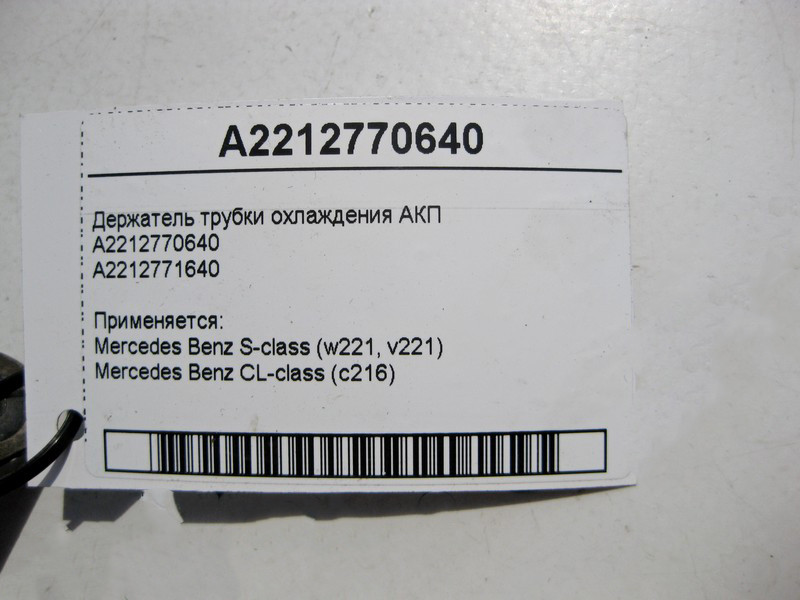 A2212770640
Держатель трубки охлаждения АКП
A2212770640
A2212771640
Применяется:
Mercedes Benz S-class (w221, v221)
Mercedes Benz CL-class (c216)